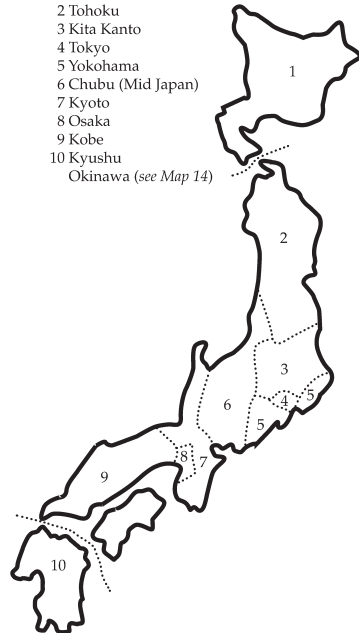 2 Tohoku
3 Kita Kanto
4 Tokyo
5 Yokohama
6 Chubu (Mid Japan)
7 Kyoto
8 Osaka
9 Kobe
10 Kyushu
Okinawa (see Map 14)
1
2
3
4
5
6
5
8
7
9
10